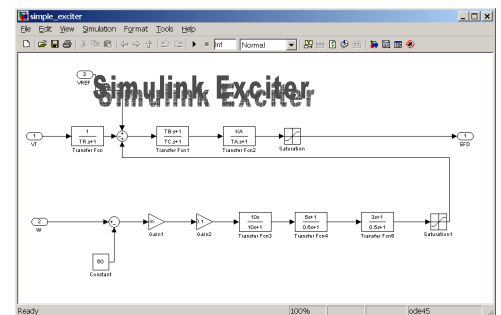 simple_exciter
File Edit View Simulation Format Tools Help
Inf Normal
3
VREF
Simulink Exciter
1
VT
1
TR.s+1
Transfer Fcn
TB.s+1
TC.s+1
Transfer Fcn1
KA
TA.s+1
Transfer Fcn2
Saturation
1
EFD
2
W
60
Constant
Gain1
0.1
Gain2
10s
10s+1
Transfer Fcn3
5s+1
0.6s+1
Transfer Fcn4
3s+1
0.5s+1
Transfer Fcn5
Saturation1
Ready 100% ode45